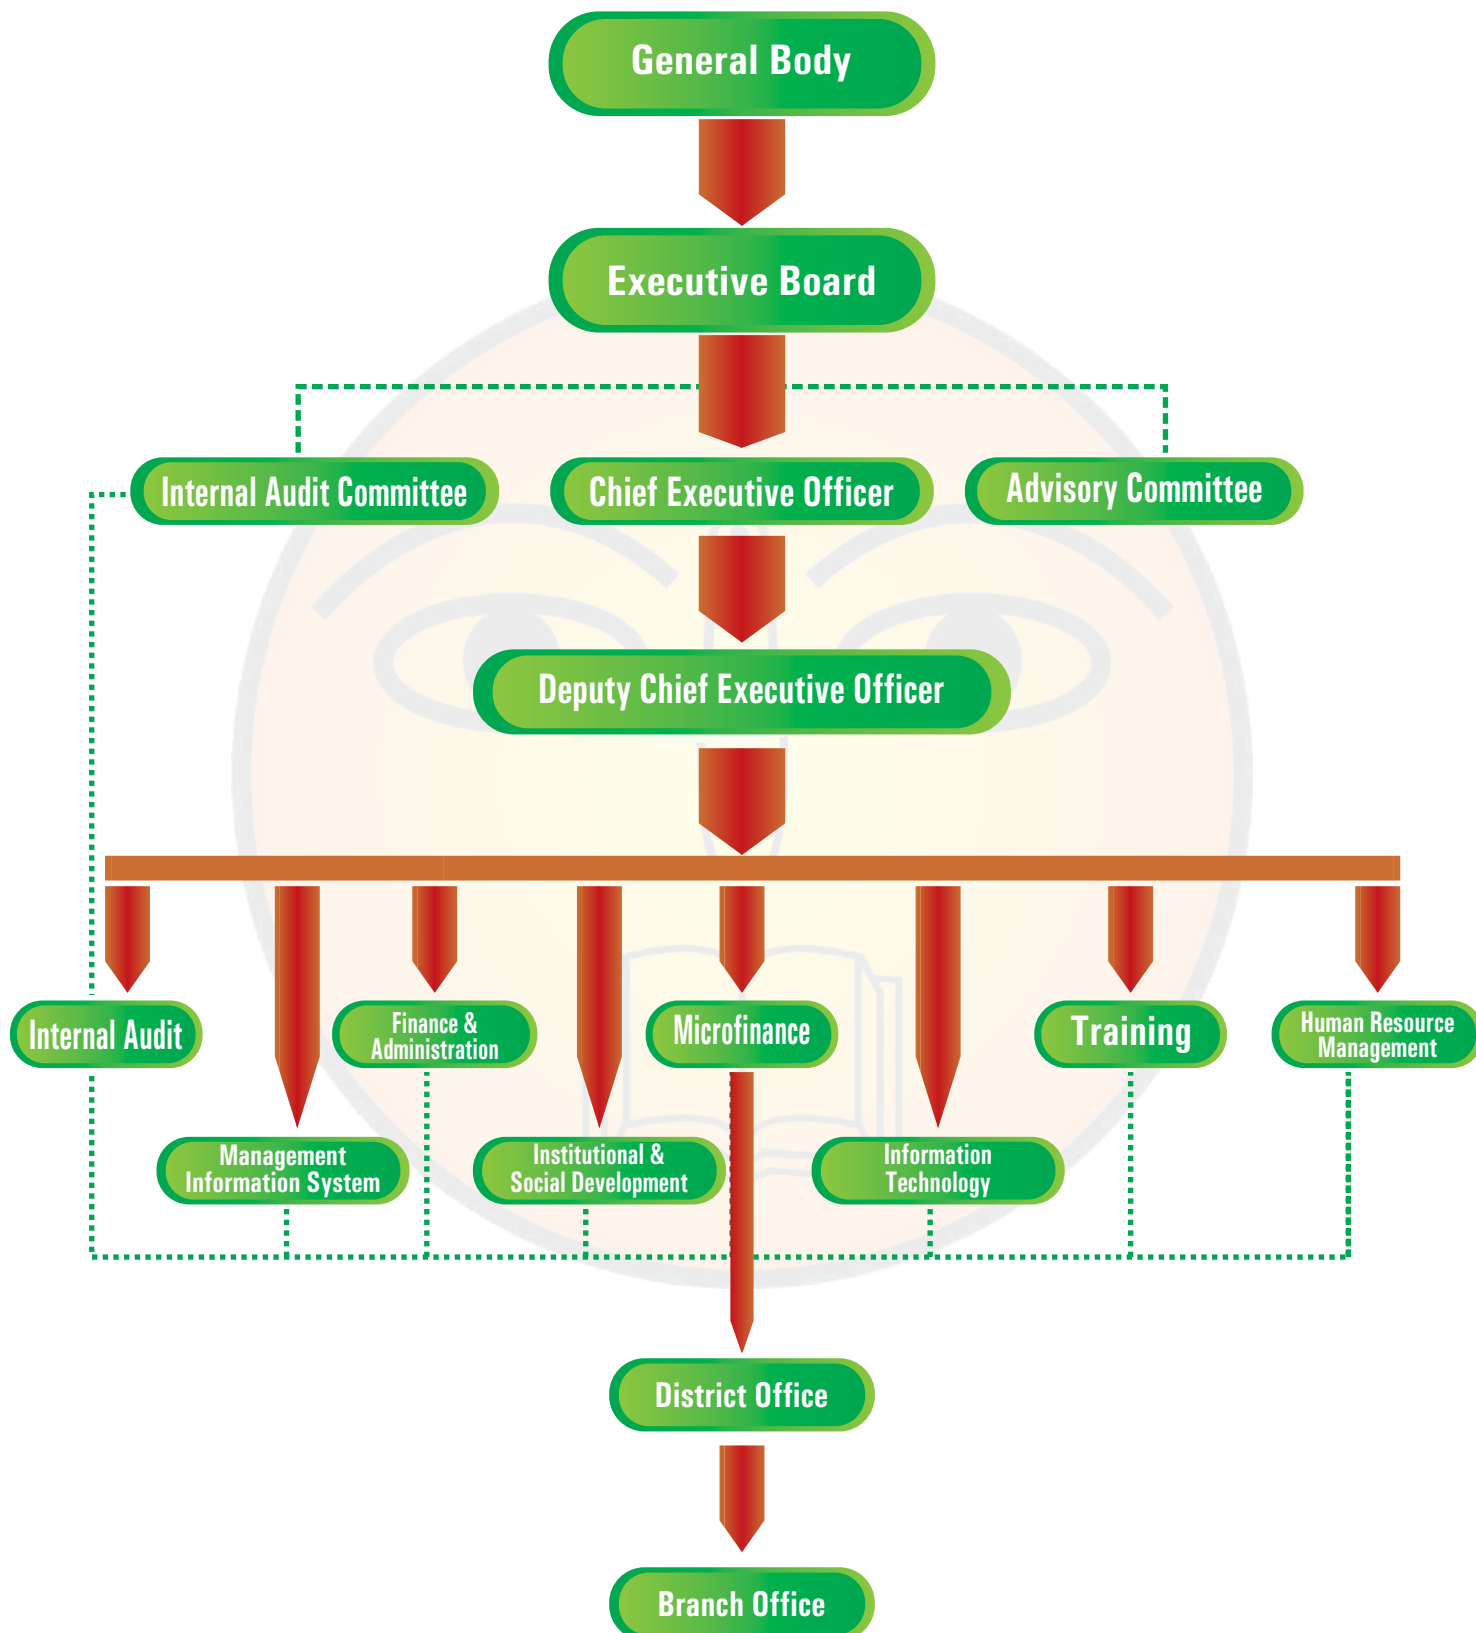 General Body
Executive Board
Internal Audit Committee
Chief Executive Officer
Advisory Committee
Deputy Chief Executive Officer
Internal Audit
Finance &
Administration
Microfinance
Training
Human Resource
Management
Management
Information System
Institutional &
Social Development
Information
Technology
District Office
Branch Office